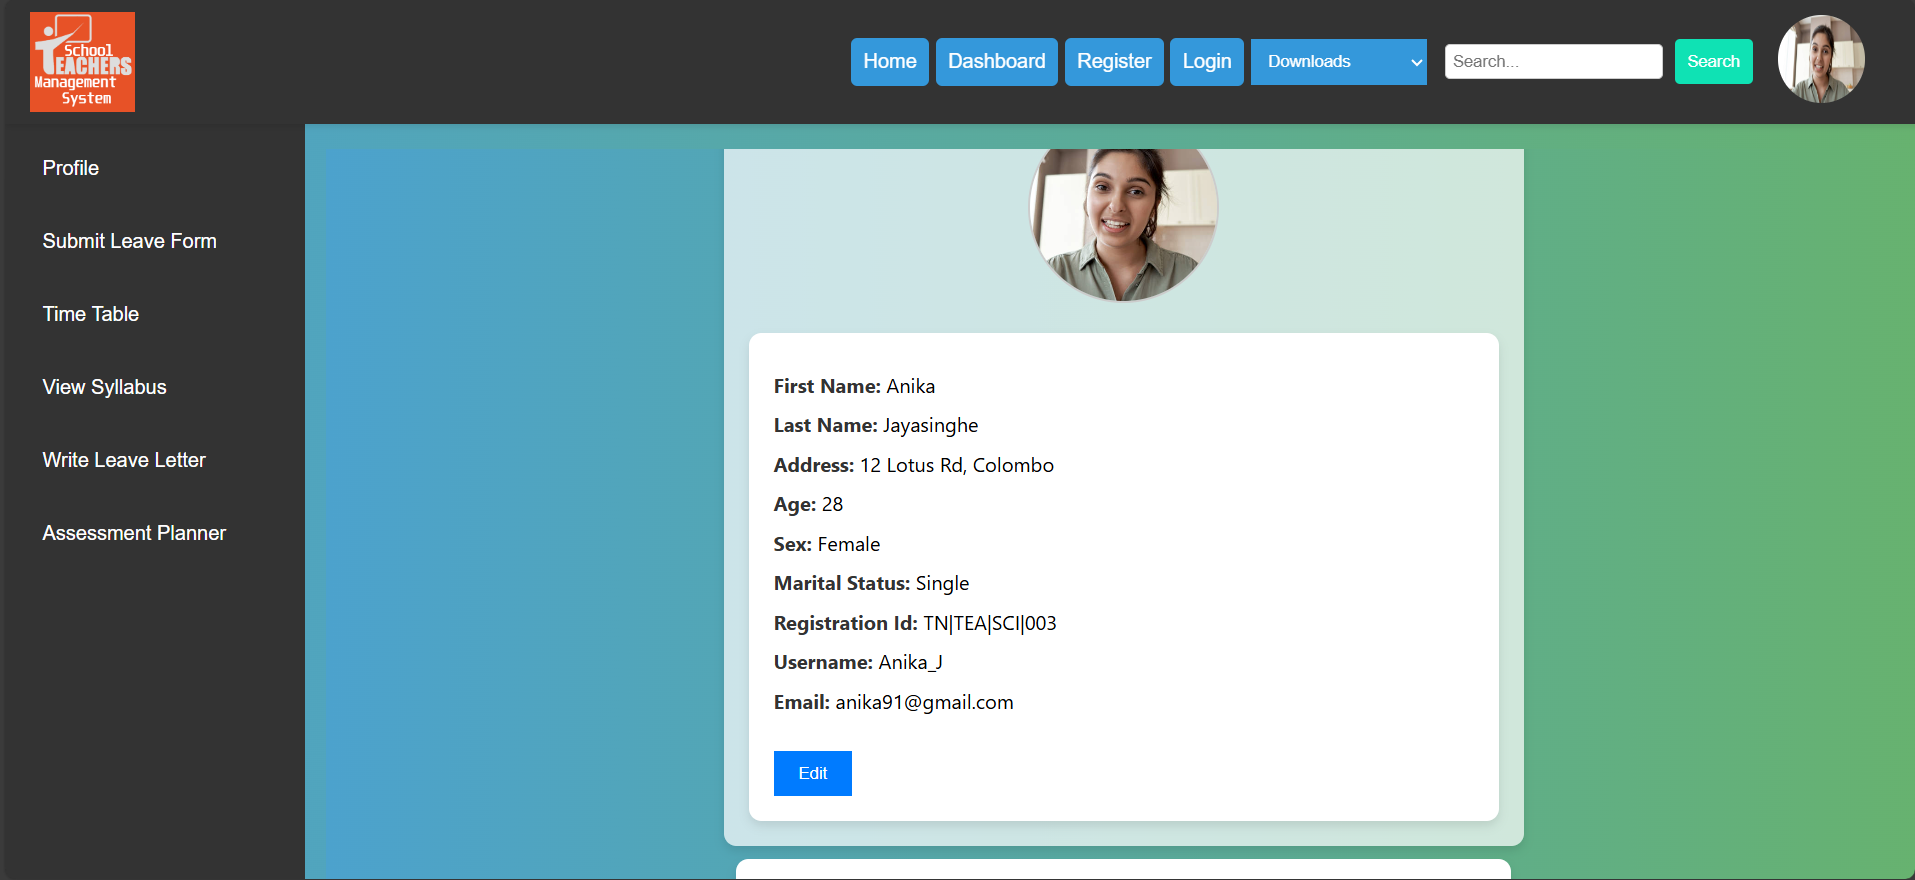 School
TEACHERS
Management
System
Home
Dashboard
Register
Login
Downloads
Search...
Search
Profile
Submit Leave Form
Time Table
View Syllabus
Write Leave Letter
Assessment Planner
First Name: Anika
Last Name: Jayasinghe
Address: 12 Lotus Rd, Colombo
Age: 28
Sex: Female
Marital Status: Single
Registration Id: TN|TEA|SCI|003
Username: Anika_J
Email: anika91@gmail.com
Edit